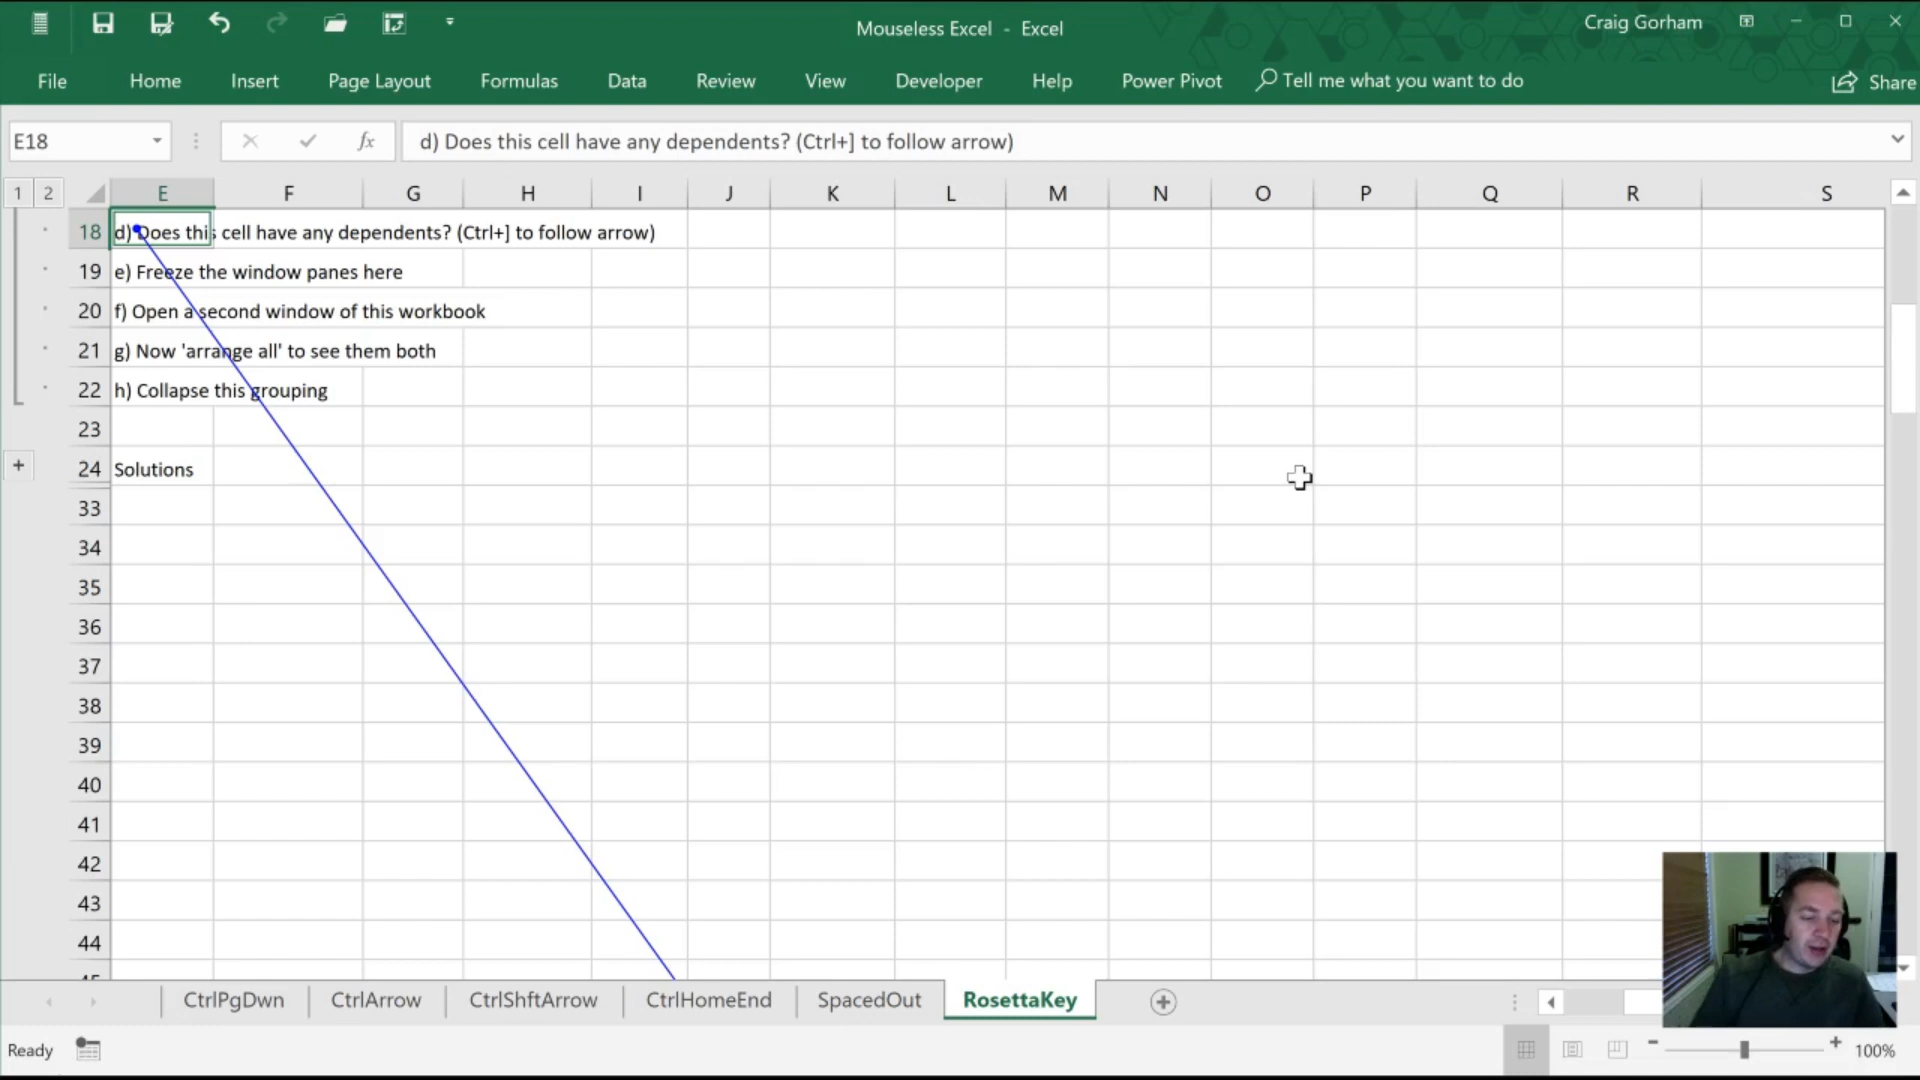 Mouseless Excel - Excel
Craig Gorham
File Home Insert Page Layout Formulas Data Review View Developer Help Power Pivot Tell me what you want to do Share
E18 fx d) Does this cell have any dependents? (Ctrl+] to follow arrow)
1 2 E F G H I J K L M N O P Q R S
18 d) Does this cell have any dependents? (Ctrl+] to follow arrow)
19 e) Freeze the window panes here
20 f) Open a second window of this workbook
21 g) Now 'arrange all' to see them both
22 h) Collapse this grouping
23
24 Solutions
33
34
35
36
37
38
39
40
41
42
43
44
CtrlPgDwn CtrlArrow CtrlShftArrow CtrlHomeEnd SpacedOut RosettaKey
Ready 100%